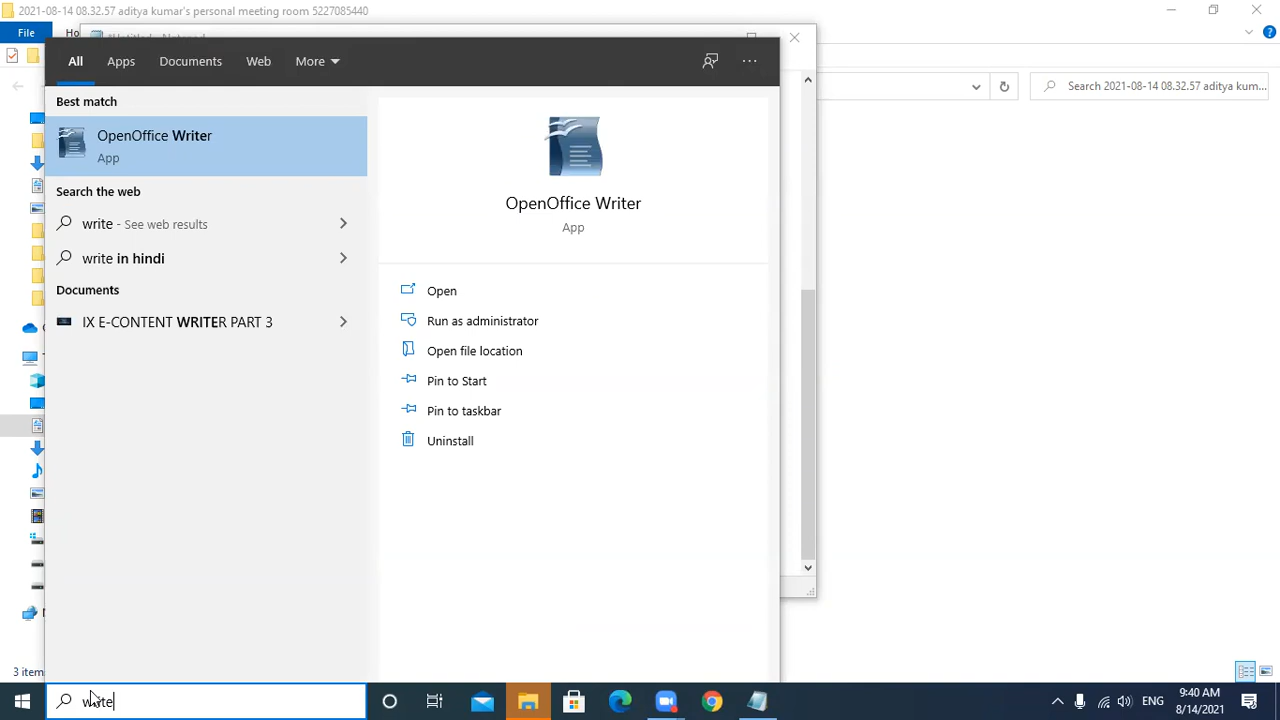 2021-08-14 08.32.57 aditya kumar's personal meeting room 5227085440
File
Ho
*Untitled - Notepad
Search 2021-08-14 08.32.57 aditya kum...
All Apps Documents Web More
Best match
OpenOffice Writer
App
Search the web
write - See web results
write in hindi
Documents
IX E-CONTENT WRITER PART 3
OpenOffice Writer
App
Open
Run as administrator
Open file location
Pin to Start
Pin to taskbar
Uninstall
3 item
write
ENG
9:40 AM
8/14/2021